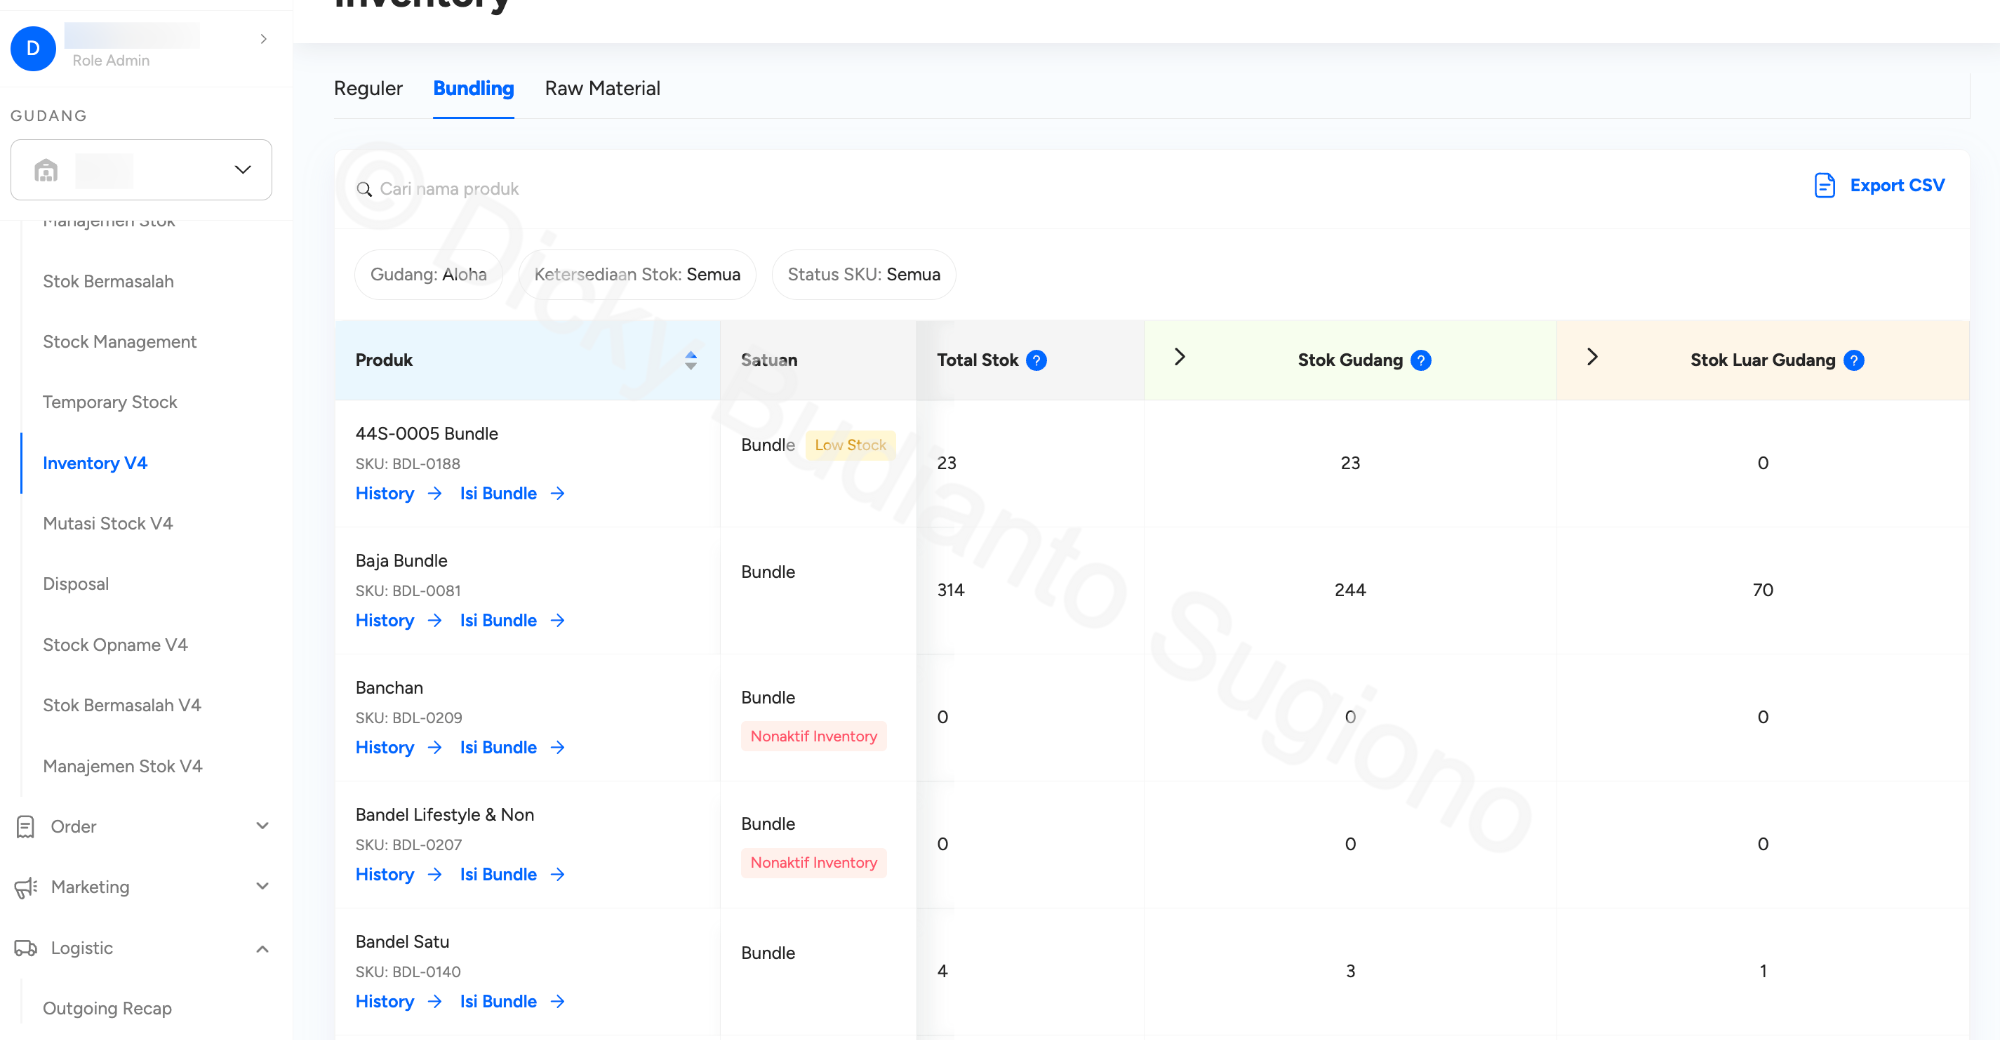 Inventory
D
Role Admin
GUDANG
Manajemen Stok
Stok Bermasalah
Stock Management
Temporary Stock
Inventory V4
Mutasi Stock V4
Disposal
Stock Opname V4
Stok Bermasalah V4
Manajemen Stok V4
Order
Marketing
Logistic
Outgoing Recap
Reguler Bundling Raw Material
Cari nama produk
Export CSV
Gudang: Aloha Ketersediaan Stok: Semua Status SKU: Semua
Produk Satuan Total Stok ? Stok Gudang ? Stok Luar Gudang ?
44S-0005 Bundle
SKU: BDL-0188
History → Isi Bundle →
Bundle Low Stock
23 23 0
Baja Bundle
SKU: BDL-0081
History → Isi Bundle →
Bundle
314 244 70
Banchan
SKU: BDL-0209
History → Isi Bundle →
Bundle
Nonaktif Inventory
0 0 0
Bandel Lifestyle & Non
SKU: BDL-0207
History → Isi Bundle →
Bundle
Nonaktif Inventory
0 0 0
Bandel Satu
SKU: BDL-0140
History → Isi Bundle →
Bundle
4 3 1
© Dicky Budianto Sugiono